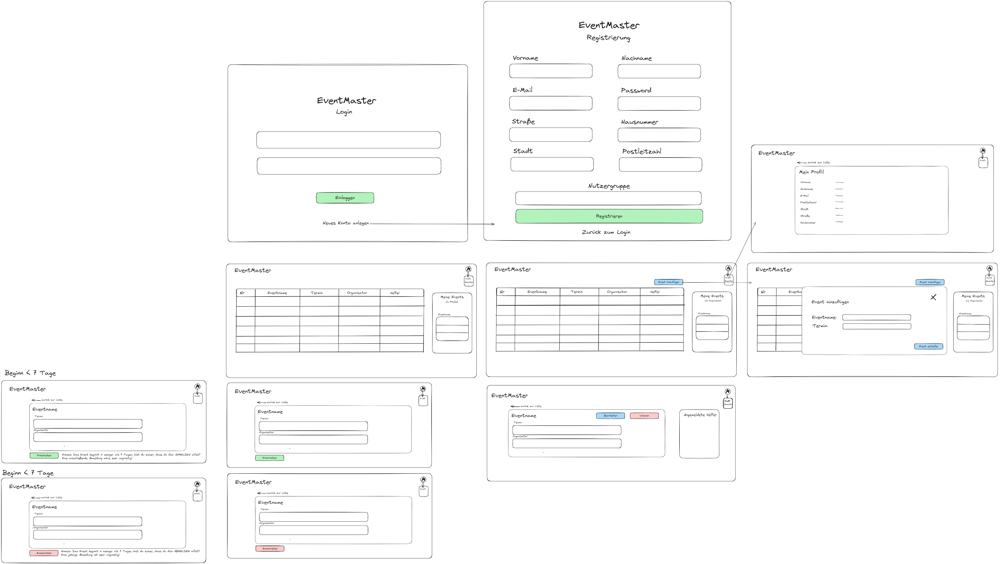 EventMaster
Registrierung
Vorname
Nachname
E-Mail
Password
Straße
Hausnummer
Stadt
Postleitzahl
Nutzergruppe
Registrieren
Zurück zum Login
EventMaster
Login
Einloggen
Neues Konto anlegen
EventMaster
M
Profil
zurück zur Liste
Mein Profil
Vorname
Nachname
E-Mail
Postleitzahl
Stadt
Straße
Hausnummer
EventMaster
M
Profil
Abmelden
Nr
Eventname
Termin
Organisator
Helfer
Meine Events
als Mitglied
Eventname
EventMaster
A
Profil
Abmelden
Event hinzufügen
Nr
Eventname
Termin
Organisator
Helfer
Meine Events
als Organisator
Eventname
EventMaster
A
Profil
Abmelden
Event hinzufügen
Nr
Eventna
Event hinzufügen
X
Eventname:
Termin:
Event erstellen
Meine Events
als Organisator
Eventname
Beginn < 7 Tage
EventMaster
M
Profil
zurück zur Liste
Eventname
Termin
Organisator
Einschreiben
Hinweis: Das Event beginnt in weniger als 7 Tagen, bist du sicher, dass du dich ANMELDEN willst?
Eine anschließende Abmeldung wäre sehr ungünstig!
EventMaster
M
Profil
zurück zur Liste
Eventname
Termin
Organisator
Einschreiben
EventMaster
M
Profil
Abmelden
zurück zur Liste
Eventname
Bearbeiten
Löschen
Termin
Organisator
Angemeldete Helfer
Beginn < 7 Tage
EventMaster
M
Profil
zurück zur Liste
Eventname
Termin
Organisator
Ausschreiben
Hinweis: Das Event beginnt in weniger als 7 Tagen, bist du sicher, dass du dich ABMELDEN willst?
Eine jetzige Abmeldung ist sehr ungünstig!
EventMaster
M
Profil
zurück zur Liste
Eventname
Termin
Organisator
Ausschreiben